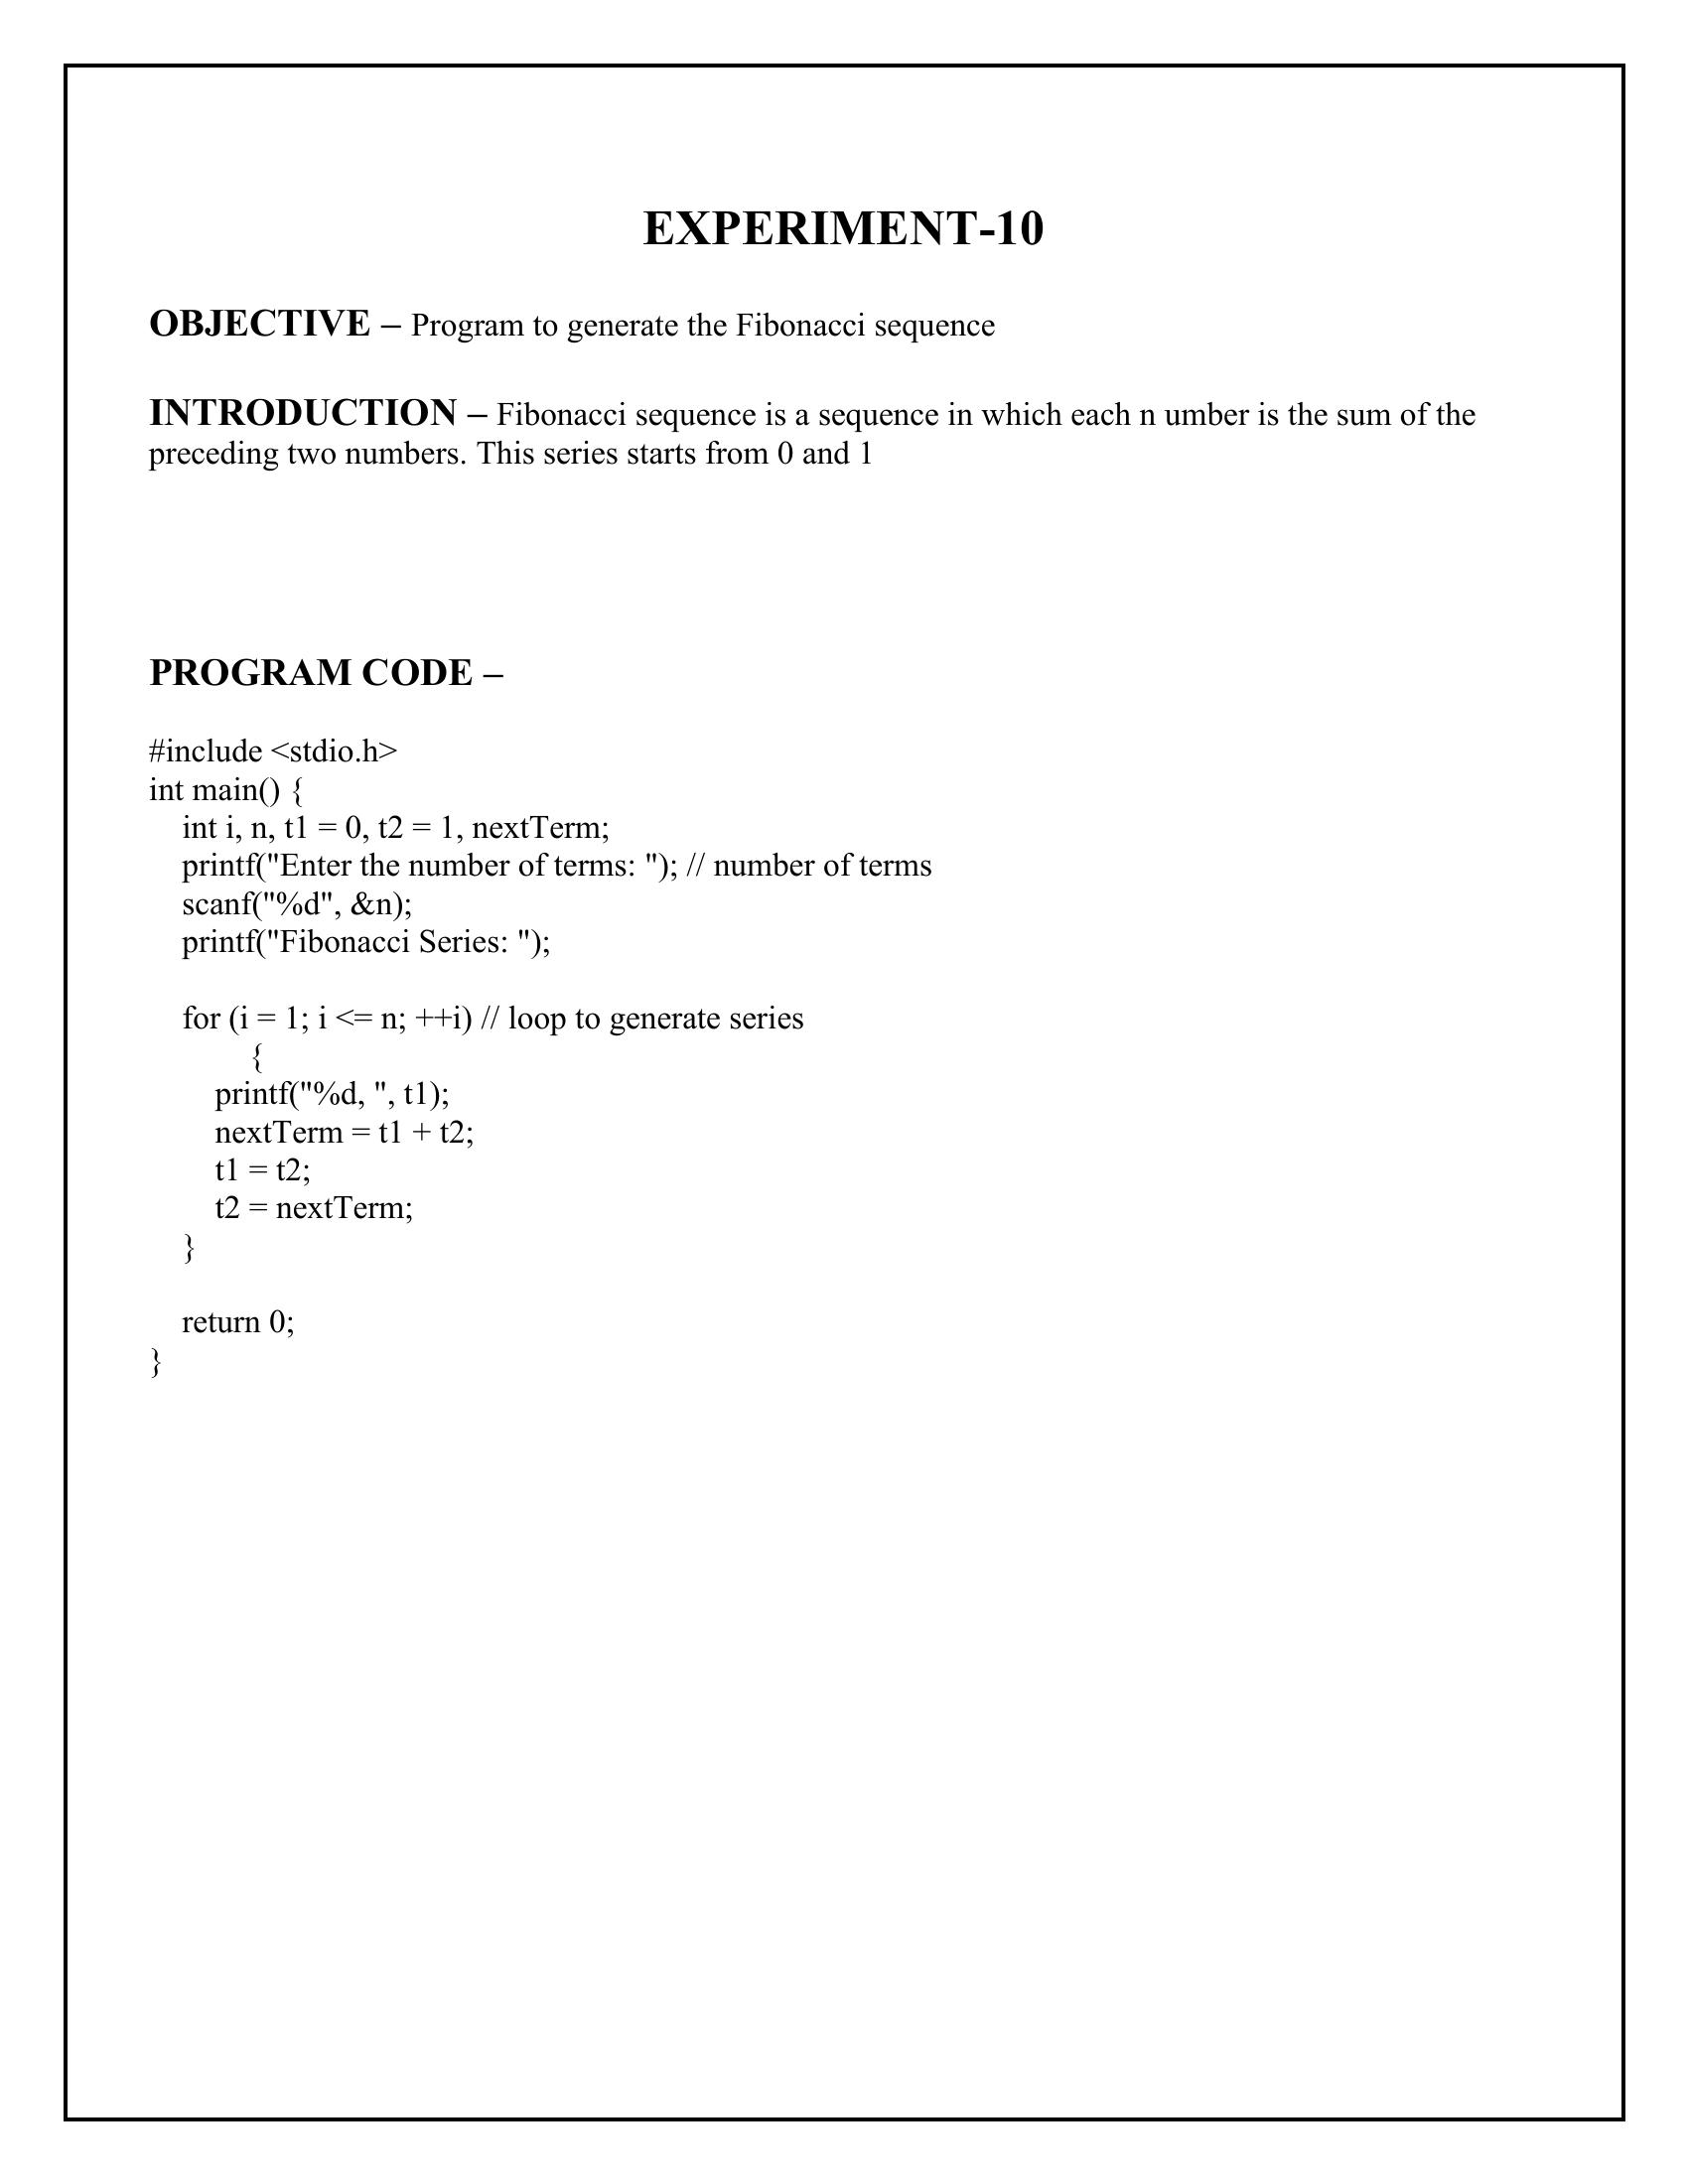 EXPERIMENT-10
OBJECTIVE – Program to generate the Fibonacci sequence
INTRODUCTION – Fibonacci sequence is a sequence in which each n umber is the sum of the
preceding two numbers. This series starts from 0 and 1
PROGRAM CODE –
#include <stdio.h>
int main() {
    int i, n, t1 = 0, t2 = 1, nextTerm;
    printf("Enter the number of terms: "); // number of terms
    scanf("%d", &n);
    printf("Fibonacci Series: ");
    for (i = 1; i <= n; ++i) // loop to generate series
            {
        printf("%d, ", t1);
        nextTerm = t1 + t2;
        t1 = t2;
        t2 = nextTerm;
    }
    return 0;
}